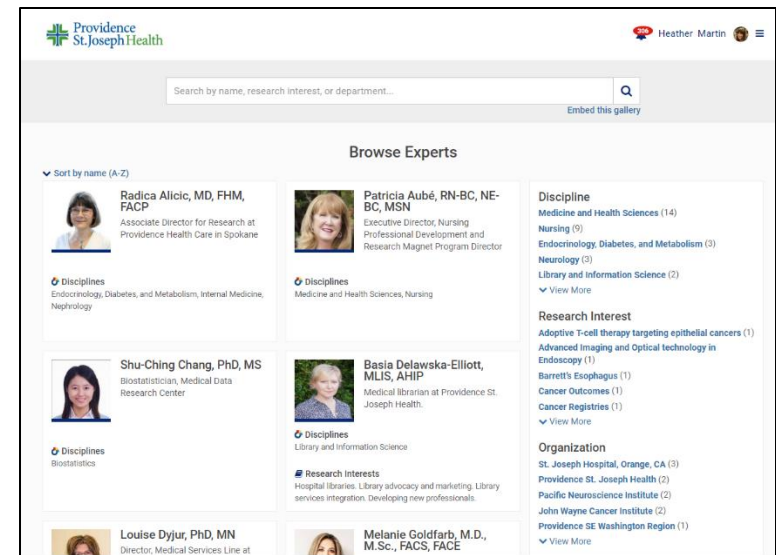 Providence
St.Joseph Health
206
Heather Martin
Search by name, research interest, or department...
Embed this gallery
Browse Experts
Sort by name (A-Z)
Radica Alicic, MD, FHM,
FACP
Associate Director for Research at
Providence Health Care in Spokane
Disciplines
Endocrinology, Diabetes, and Metabolism, Internal Medicine,
Nephrology
Patricia Aubé, RN-BC, NE-
BC, MSN
Executive Director, Nursing
Professional Development and
Research Magnet Program Director
Disciplines
Medicine and Health Sciences, Nursing
Shu-Ching Chang, PhD, MS
Biostatistician, Medical Data
Research Center
Disciplines
Biostatistics
Basia Delawska-Elliott,
MLIS, AHIP
Medical librarian at Providence St.
Joseph Health.
Disciplines
Library and Information Science
Research Interests
Hospital libraries. Library advocacy and marketing. Library
services integration. Developing new professionals.
Louise Dyjur, PhD, MN
Director, Medical Services Line at
Melanie Goldfarb, M.D.,
M.Sc., FACS, FACE
Discipline
Medicine and Health Sciences (14)
Nursing (9)
Endocrinology, Diabetes, and Metabolism (3)
Neurology (3)
Library and Information Science (2)
View More
Research Interest
Adoptive T-cell therapy targeting epithelial cancers (1)
Advanced Imaging and Optical technology in
Endoscopy (1)
Barrett's Esophagus (1)
Cancer Outcomes (1)
Cancer Registries (1)
View More
Organization
St. Joseph Hospital, Orange, CA (3)
Providence St. Joseph Health (2)
Pacific Neuroscience Institute (2)
John Wayne Cancer Institute (2)
Providence SE Washington Region (1)
View More